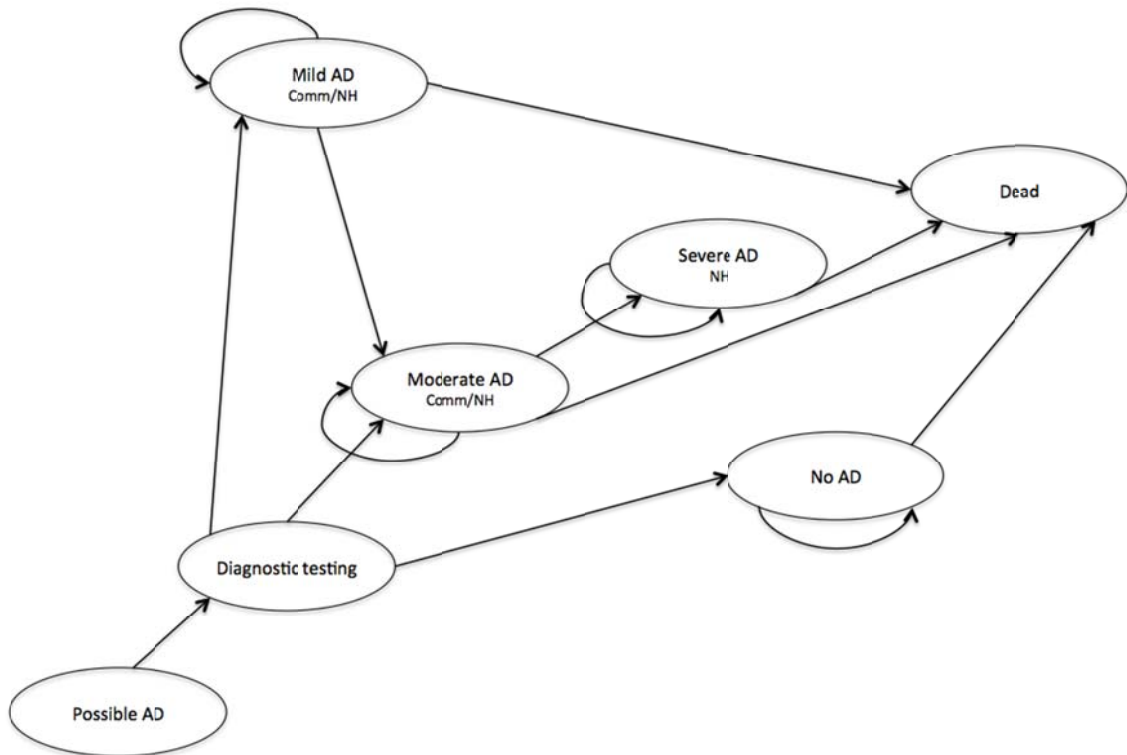 Mild AD
Comm/NH
Dead
Severe AD
NH
Moderate AD
Comm/NH
No AD
Diagnostic testing
Possible AD